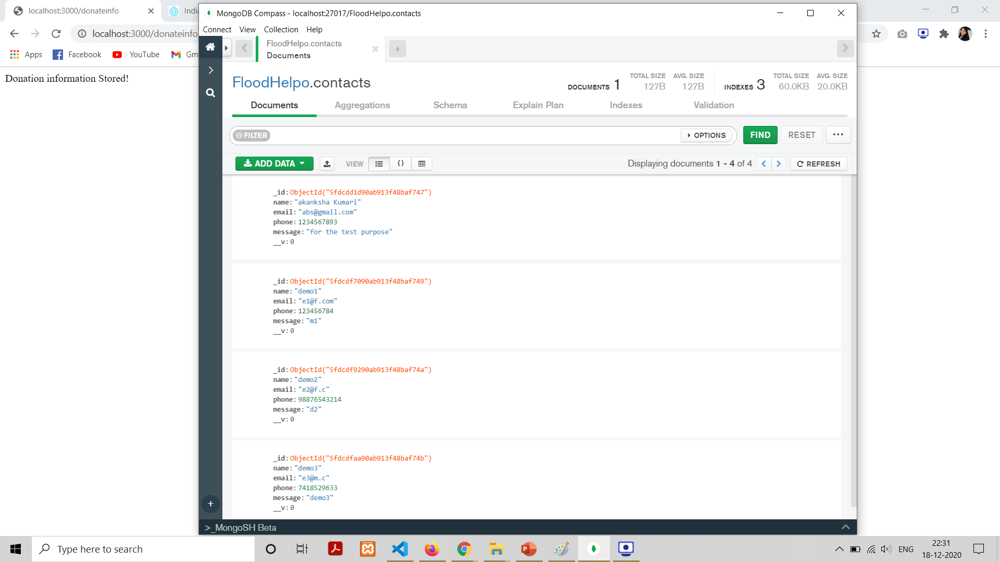 localhost:3000/donateinfo
India
localhost:3000/donateinfo
Apps
Facebook
YouTube
Gm
Donation information Stored!
MongoDB Compass - localhost:27017/FloodHelpo.contacts
Connect View Collection Help
FloodHelpo.contacts
Documents
FloodHelpo.contacts
DOCUMENTS 1
TOTAL SIZE
127B
AVG. SIZE
127B
INDEXES 3
TOTAL SIZE
60.0KB
AVG. SIZE
20.0KB
Documents Aggregations Schema Explain Plan Indexes Validation
FILTER
OPTIONS
FIND
RESET
ADD DATA
VIEW
{}
Displaying documents 1 - 4 of 4
REFRESH
_id: ObjectId("5fdcdd1d90ab913f48baf747")
name: "akanksha Kumari"
email: "abs@gmail.com"
phone: 1234567893
message: "for the test purpose"
__v: 0
_id: ObjectId("5fdcdf7090ab913f48baf749")
name: "demo1"
email: "e1@f.com"
phone: 123456784
message: "m1"
__v: 0
_id: ObjectId("5fdcdf9290ab913f48baf74a")
name: "demo2"
email: "e2@f.c"
phone: 98876543214
message: "d2"
__v: 0
_id: ObjectId("5fdcdfaa90ab913f48baf74b")
name: "demo3"
email: "e3@m.c"
phone: 7418529633
message: "demo3"
__v: 0
>_MongoSH Beta
Type here to search
ENG
22:31
18-12-2020